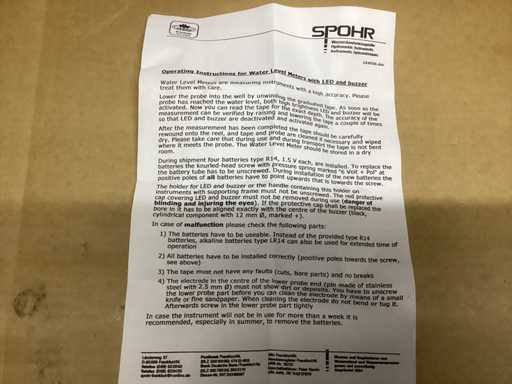 SPOHR
Operating Instructions for Water Level Meters with LED and buzzer
Water Level Meters are measuring instruments with a high accuracy. Please
treat them with care.
Lower the probe into the well by unwinding the graduated tape. As soon as the
probe has reached the water level, both high brightness LED and buzzer will be
activated. Now you can read the tape for the exact depth. The accuracy of the
measurement can be verified by raising and lowering the tape a couple of times
so that LED and buzzer are deactivated and activated again.
After the measurement has been completed the tape should be carefully
rewound onto the reel, and tape and probe are cleaned if necessary and wiped
dry. Please take care that during use and during transport the tape is not bent
where it meets the probe. The Water Level Meter should be stored in a dry
room.
During shipment four batteries type R14, 1.5 V each, are installed. To replace the
batteries the knurled-head screw with pressure spring marked "6 Volt + Pol" at
the battery tube has to be unscrewed. During installation of the new batteries the
positive poles of all batteries have to point upwards that is towards the screw.
The holder for LED and buzzer or the handle containing this holder on
instruments with supporting frame must not be unscrewed. The red protective
cap covering LED and buzzer must not be removed during use (danger of
blinding and injuring the eyes). If the protective cap shall be replaced the
bore in it has to be aligned exactly with the centre of the buzzer (black,
cylindrical component with 12 mm Ø, marked +).
In case of malfunction please check the following parts:
1) The batteries have to be useable. Instead of the provided type R14
batteries, alkaline batteries type LR14 can also be used for extended time of
operation
2) All batteries have to be installed correctly (positive poles towards the screw,
see above)
3) The tape must not have any faults (cuts, bare parts) and no breaks
4) The electrode in the centre of the lower probe end (pin made of stainless
steel with 2.5 mm Ø) must not show dirt or deposits. You have to unscrew
the lower probe part before you can clean the electrode by means of a small
knife or fine sandpaper. When cleaning the electrode do not bend or tug it.
Afterwards screw in the lower probe part tightly
In case the instrument will not be in use for more than a week it is
recommended, especially in summer, to remove the batteries.